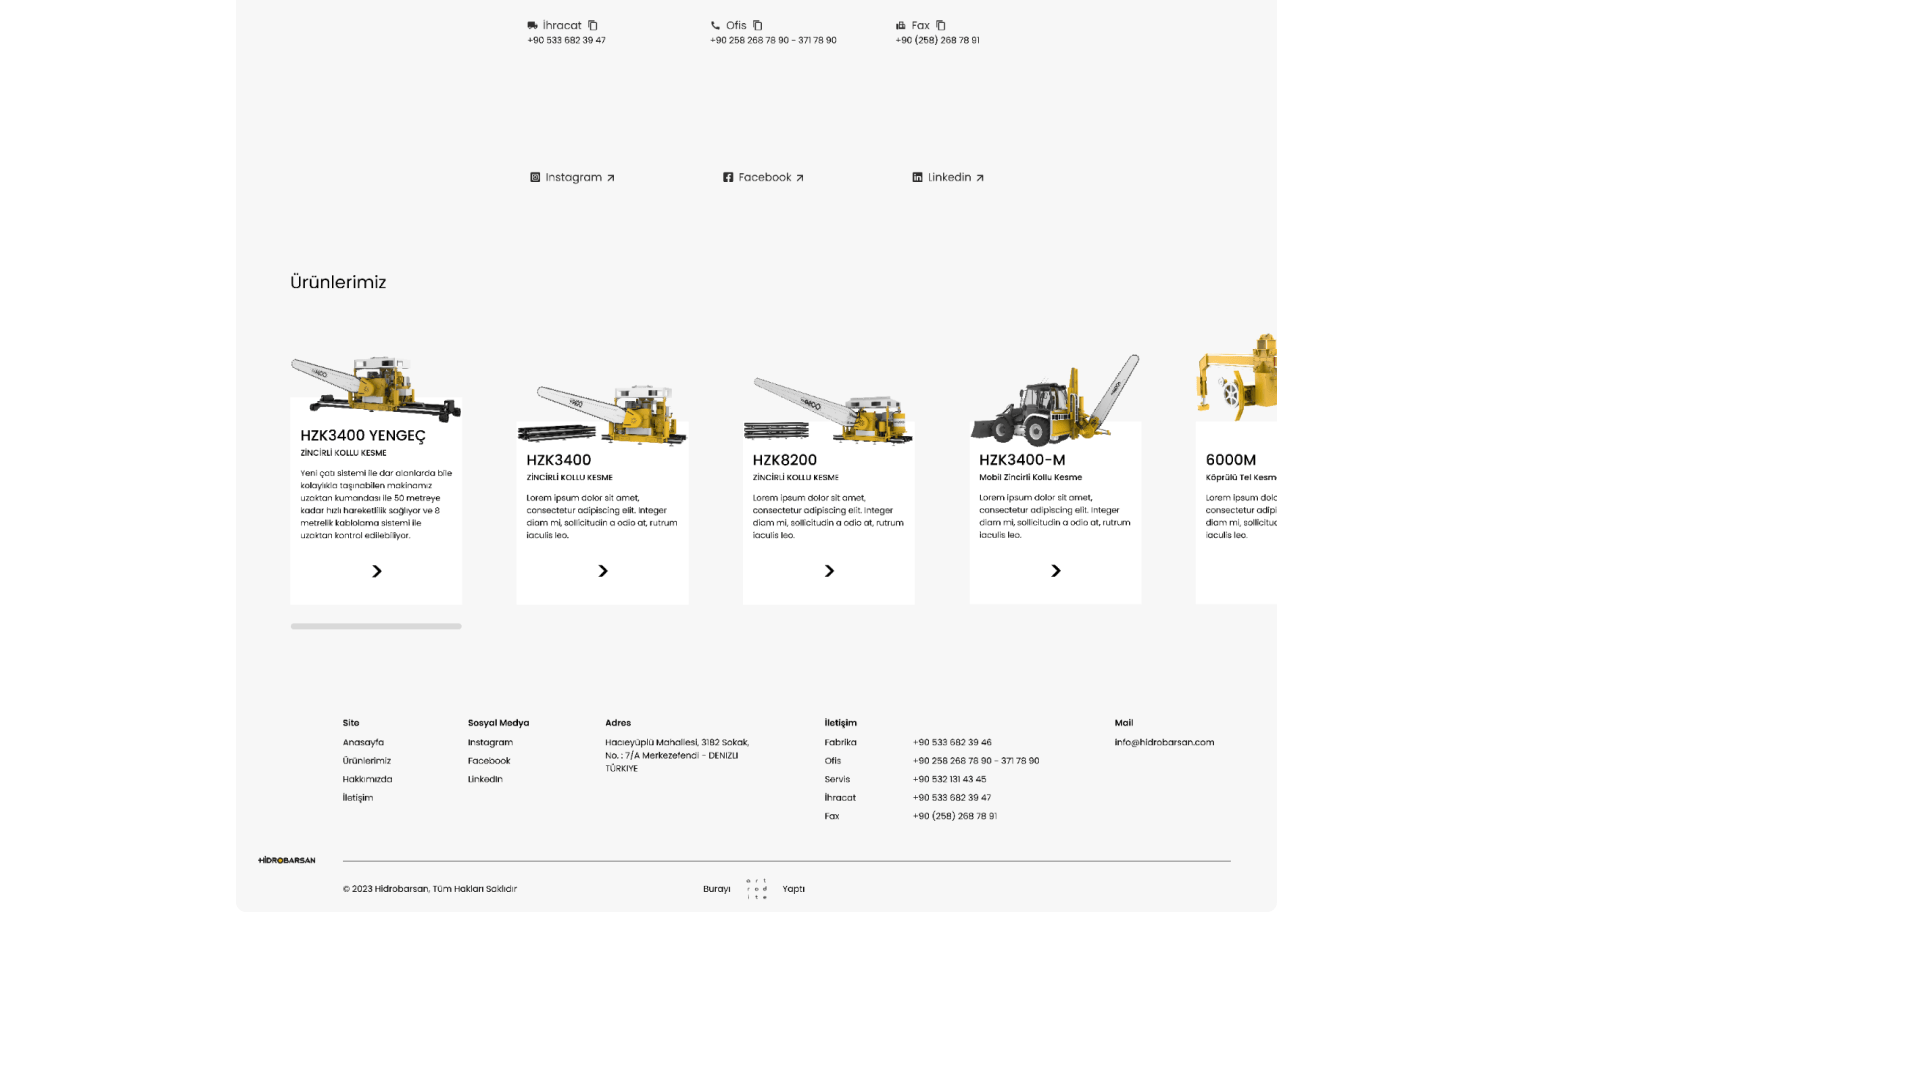 İhracat
+90 533 682 39 47
Ofis
+90 258 268 78 90 - 371 78 90
Fax
+90 (258) 268 78 91
Instagram
Facebook
Linkedin
Ürünlerimiz
HZK3400 YENGEÇ
ZİNCİRLİ KOLLU KESME
Yeni çatı sistemi ile dar alanlarda bile
kolaylıkla taşınabilen makinamız
uzaktan kumandası ile 50 metreye
kadar hızlı hareketlilik sağlıyor ve 8
metrelik kablolama sistemi ile
uzaktan kontrol edilebiliyor.
HZK3400
ZİNCİRLİ KOLLU KESME
Lorem ipsum dolor sit amet,
consectetur adipiscing elit. Integer
diam mi, sollicitudin a odio at, rutrum
iaculis leo.
HZK8200
ZİNCİRLİ KOLLU KESME
Lorem ipsum dolor sit amet,
consectetur adipiscing elit. Integer
diam mi, sollicitudin a odio at, rutrum
iaculis leo.
HZK3400-M
Mobil Zincirli Kollu Kesme
Lorem ipsum dolor sit amet,
consectetur adipiscing elit. Integer
diam mi, sollicitudin a odio at, rutrum
iaculis leo.
6000M
Köprülü Tel Kesm
Lorem ipsum dolo
consectetur adipi
diam mi, sollicitu
iaculis leo.
Site
Anasayfa
Ürünlerimiz
Hakkımızda
İletişim
Sosyal Medya
Instagram
Facebook
LinkedIn
Adres
Hacıeyüplü Mahallesi, 3182 Sokak,
No. : 7/A Merkezefendi - DENİZLİ
TÜRKİYE
İletişim
Fabrika +90 533 682 39 46
Ofis +90 258 268 78 90 - 371 78 90
Servis +90 532 131 43 45
İhracat +90 533 682 39 47
Fax +90 (258) 268 78 91
Mail
info@hidrobarsan.com
HİDROBARSAN
© 2023 Hidrobarsan, Tüm Hakları Saklıdır
Burayı
a r t
r o d
i t e
Yaptı